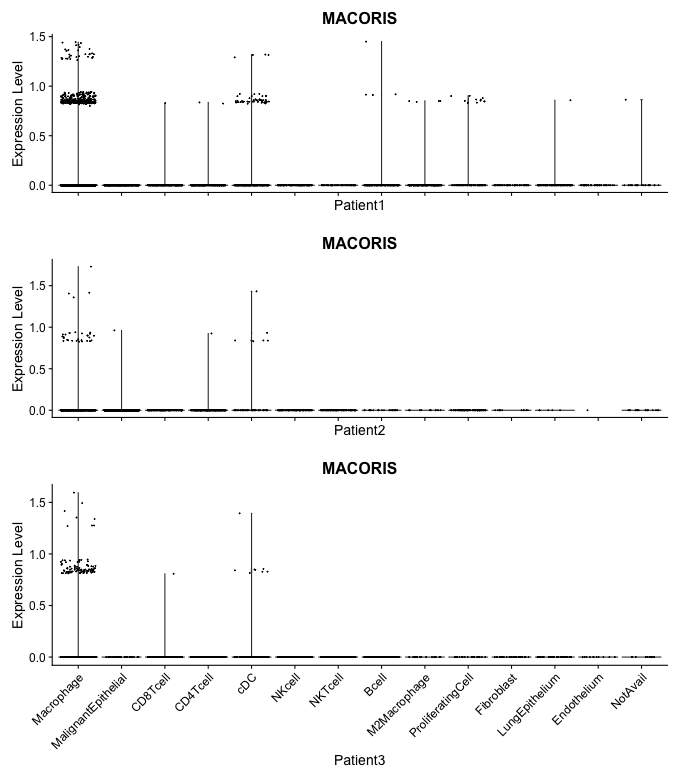 MACORIS
Expression Level
1.5
1.0
0.5
0.0
Patient1
MACORIS
Expression Level
1.5
1.0
0.5
0.0
Patient2
MACORIS
Expression Level
1.5
1.0
0.5
0.0
Macrophage
MalignantEpithelial
CD8Tcell
CD4Tcell
cDC
NKcell
NKTcell
Bcell
M2Macrophage
ProliferatingCell
Fibroblast
LungEpithelium
Endothelium
NotAvail
Patient3